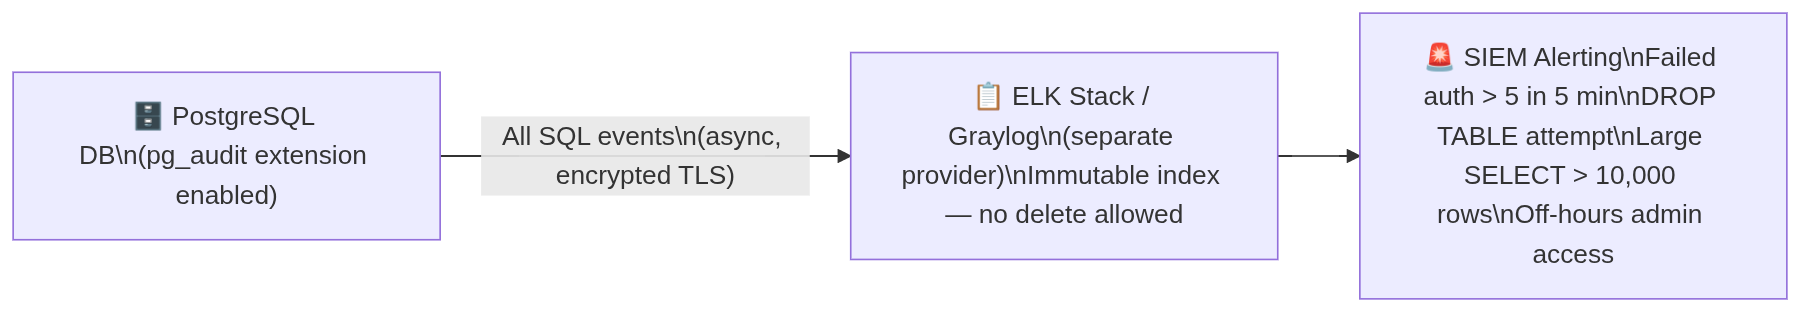 🗄️ PostgreSQL
DB\n(pg_audit extension
enabled)
All SQL events\n(async,
encrypted TLS)
📋 ELK Stack /
Graylog\n(separate
provider)\nImmutable index
— no delete allowed
🚨 SIEM Alerting\nFailed
auth > 5 in 5 min\nDROP
TABLE attempt\nLarge
SELECT > 10,000
rows\nOff-hours admin
access